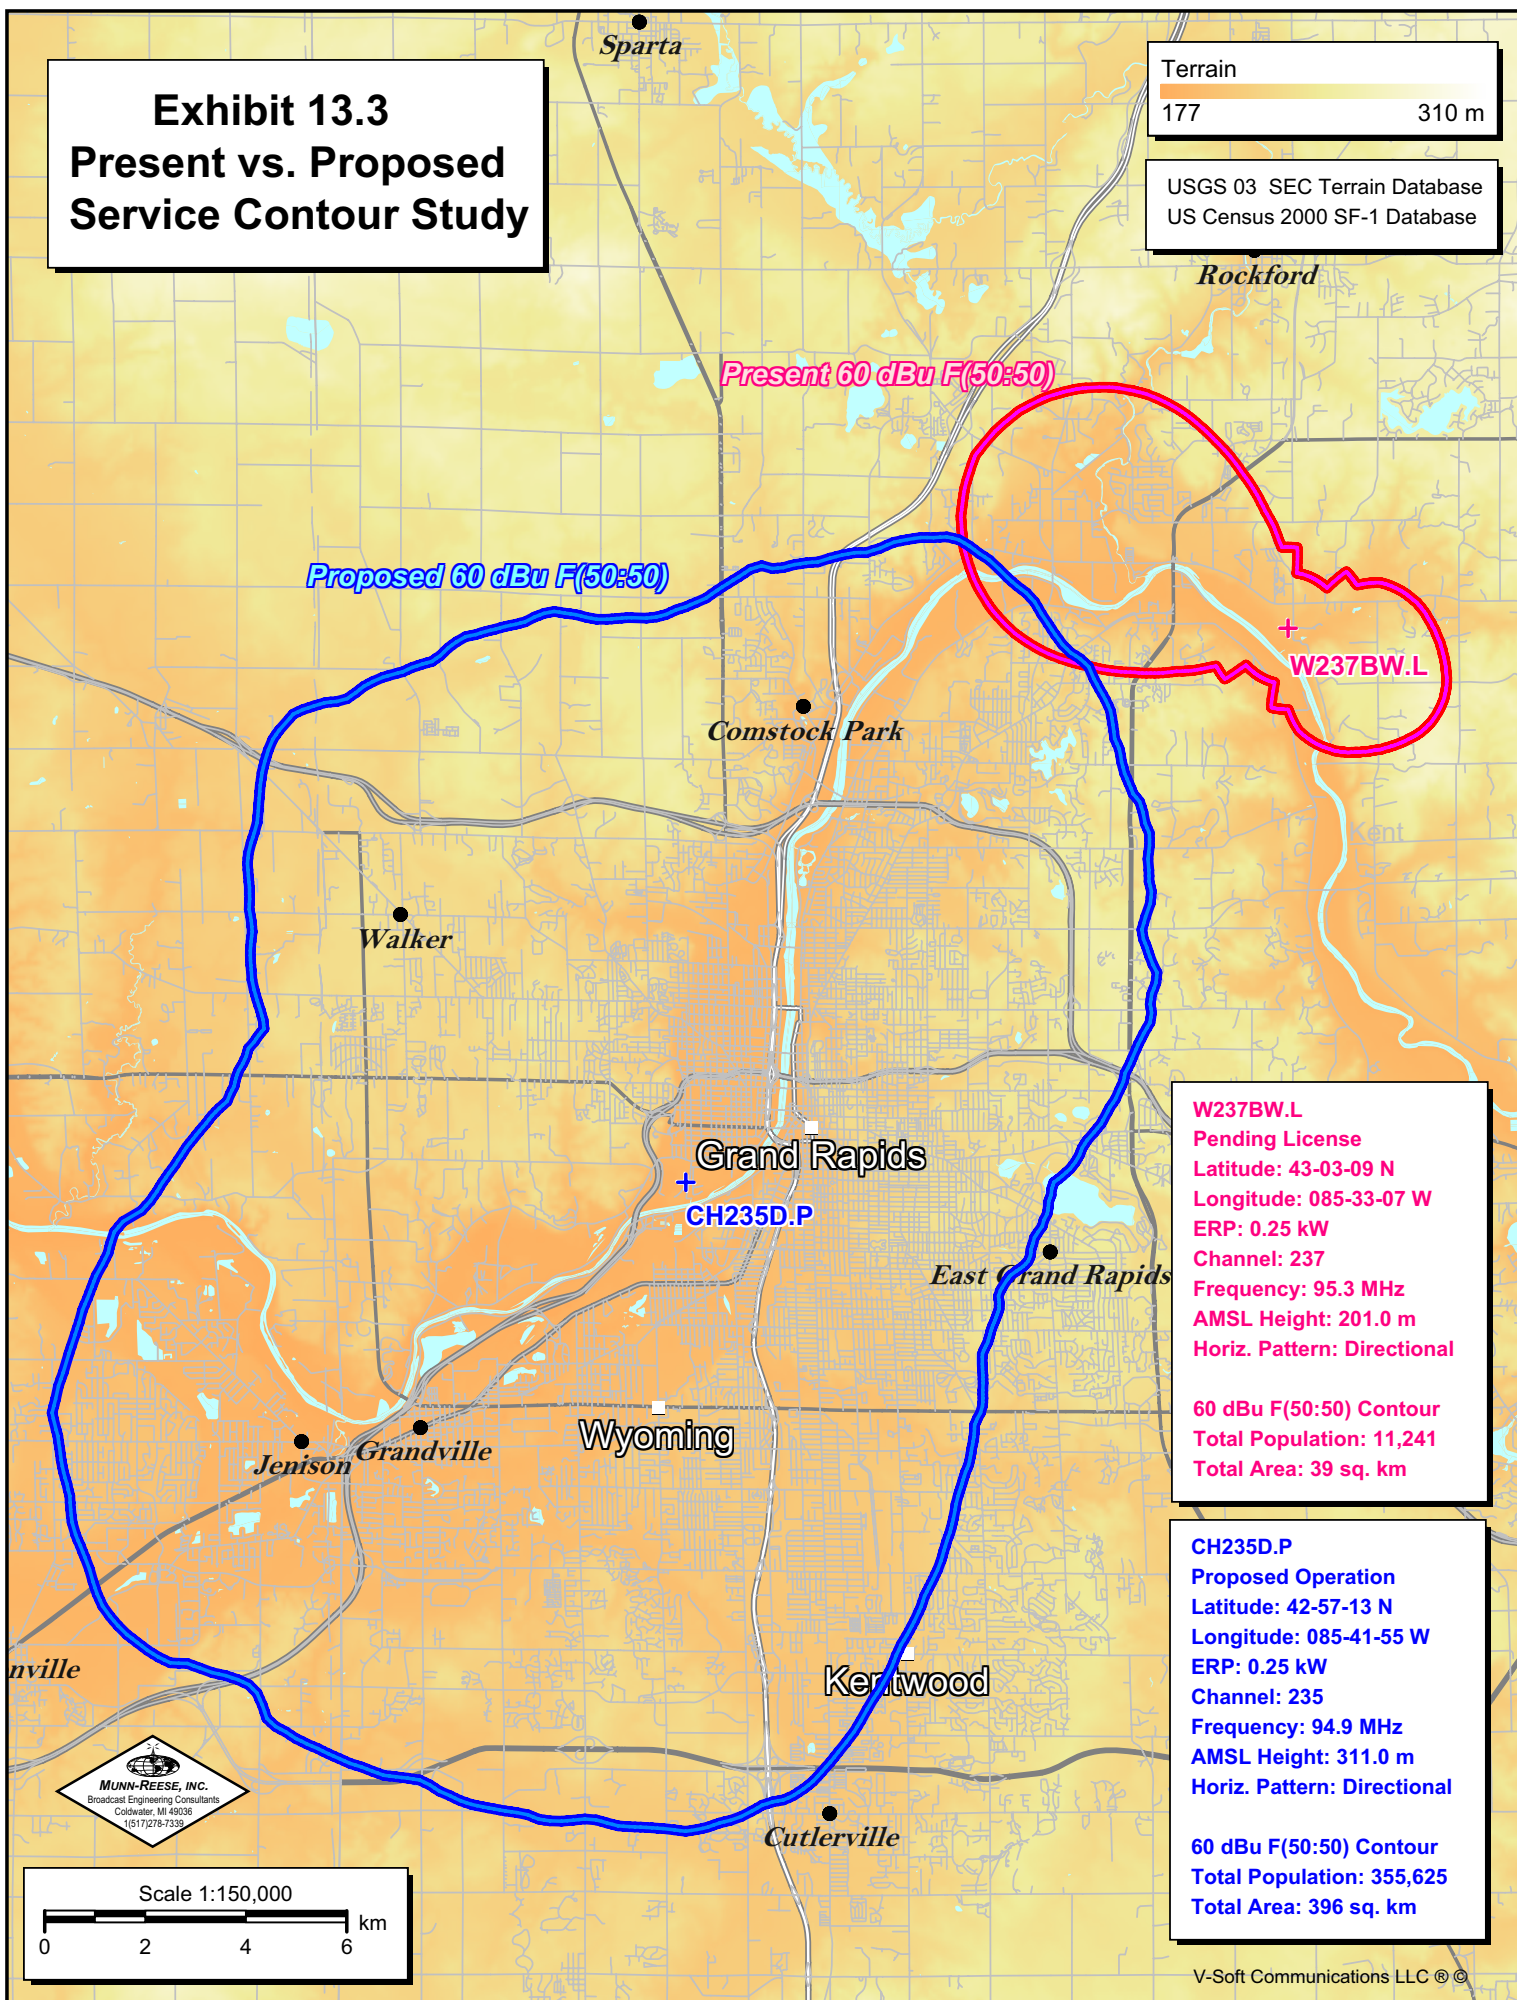 Sparta
Exhibit 13.3
Present vs. Proposed
Service Contour Study
Terrain
177 310 m
USGS 03 SEC Terrain Database
US Census 2000 SF-1 Database
Rockford
Present 60 dBu F(50:50)
Proposed 60 dBu F(50:50)
W237BW.L
Comstock Park
Kent
Walker
Grand Rapids
CH235D.P
East Grand Rapids
Wyoming
Jenison
Grandville
nville
Kentwood
Cutlerville
W237BW.L
Pending License
Latitude: 43-03-09 N
Longitude: 085-33-07 W
ERP: 0.25 kW
Channel: 237
Frequency: 95.3 MHz
AMSL Height: 201.0 m
Horiz. Pattern: Directional
60 dBu F(50:50) Contour
Total Population: 11,241
Total Area: 39 sq. km
CH235D.P
Proposed Operation
Latitude: 42-57-13 N
Longitude: 085-41-55 W
ERP: 0.25 kW
Channel: 235
Frequency: 94.9 MHz
AMSL Height: 311.0 m
Horiz. Pattern: Directional
60 dBu F(50:50) Contour
Total Population: 355,625
Total Area: 396 sq. km
MUNN-REESE, INC.
Broadcast Engineering Consultants
Coldwater, MI 49036
1(517)278-7339
Scale 1:150,000
km
0 2 4 6
V-Soft Communications LLC ® ©